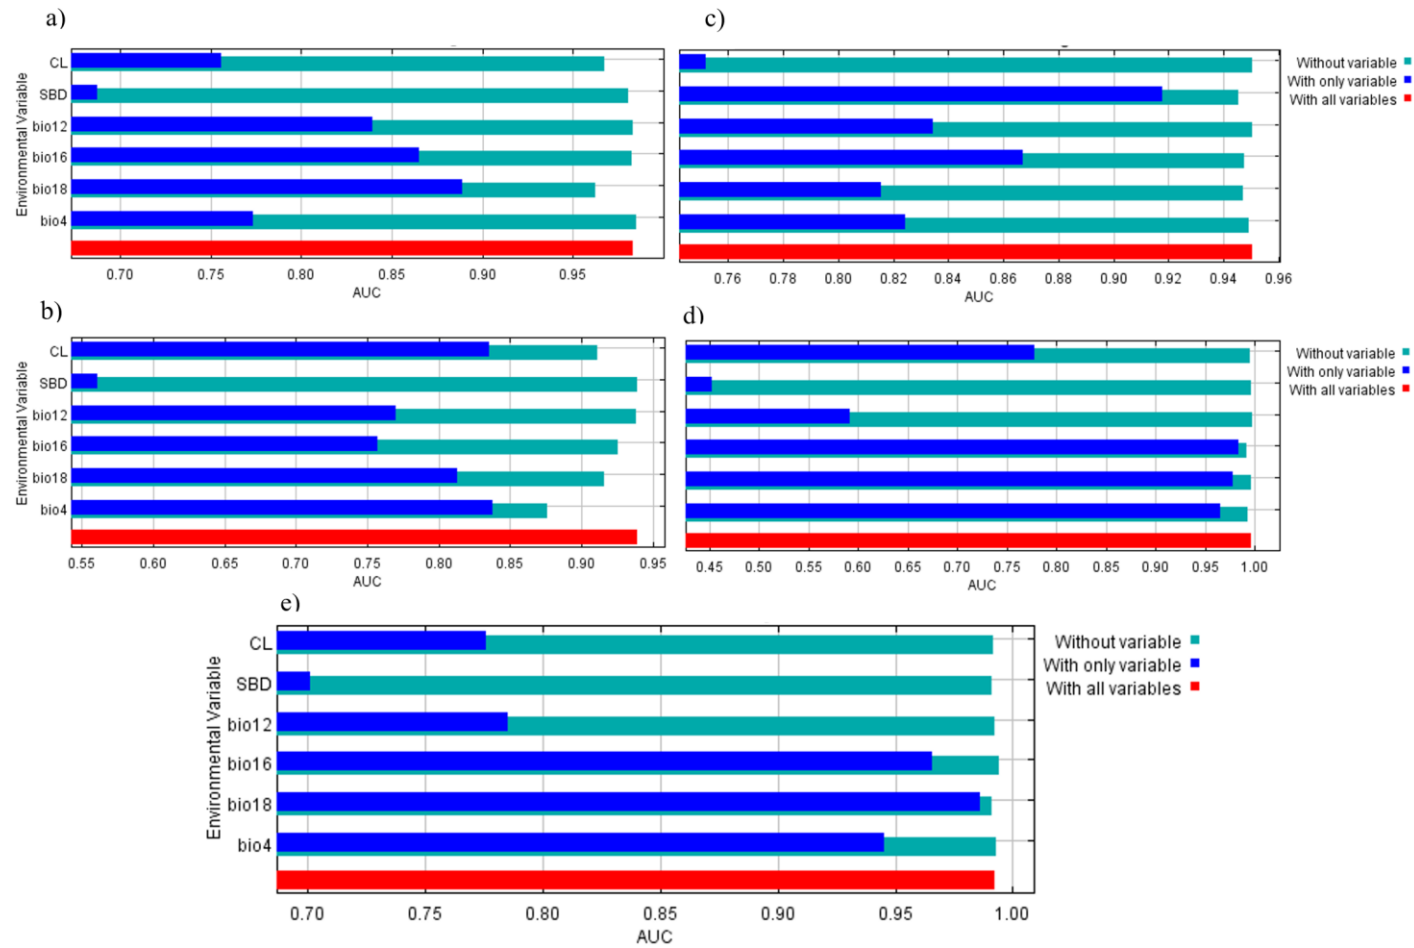 a)
CL
SBD
bio12
bio16
bio18
bio4
Environmental Variable
0.70 0.75 0.80 0.85 0.90 0.95
AUC
c)
Without variable
With only variable
With all variables
0.76 0.78 0.80 0.82 0.84 0.86 0.88 0.90 0.92 0.94 0.96
AUC
b)
CL
SBD
bio12
bio16
bio18
bio4
Environmental Variable
0.55 0.60 0.65 0.70 0.75 0.80 0.85 0.90 0.95
AUC
d)
Without variable
With only variable
With all variables
0.45 0.50 0.55 0.60 0.65 0.70 0.75 0.80 0.85 0.90 0.95 1.00
AUC
e)
CL
SBD
bio12
bio16
bio18
bio4
Environmental Variable
Without variable
With only variable
With all variables
0.70 0.75 0.80 0.85 0.90 0.95 1.00
AUC